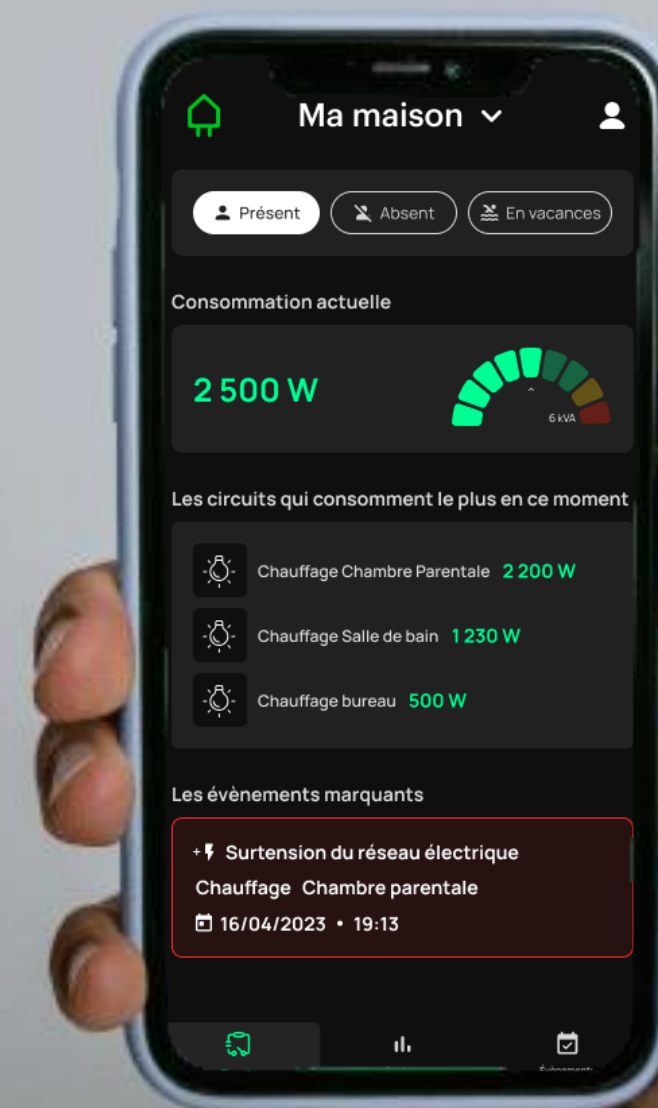 Ma maison
Présent Absent En vacances
Consommation actuelle
2 500 W
6 kVA
Les circuits qui consomment le plus en ce moment
Chauffage Chambre Parentale 2 200 W
Chauffage Salle de bain 1 230 W
Chauffage bureau 500 W
Les évènements marquants
Surtension du réseau électrique
Chauffage Chambre parentale
16/04/2023 • 19:13